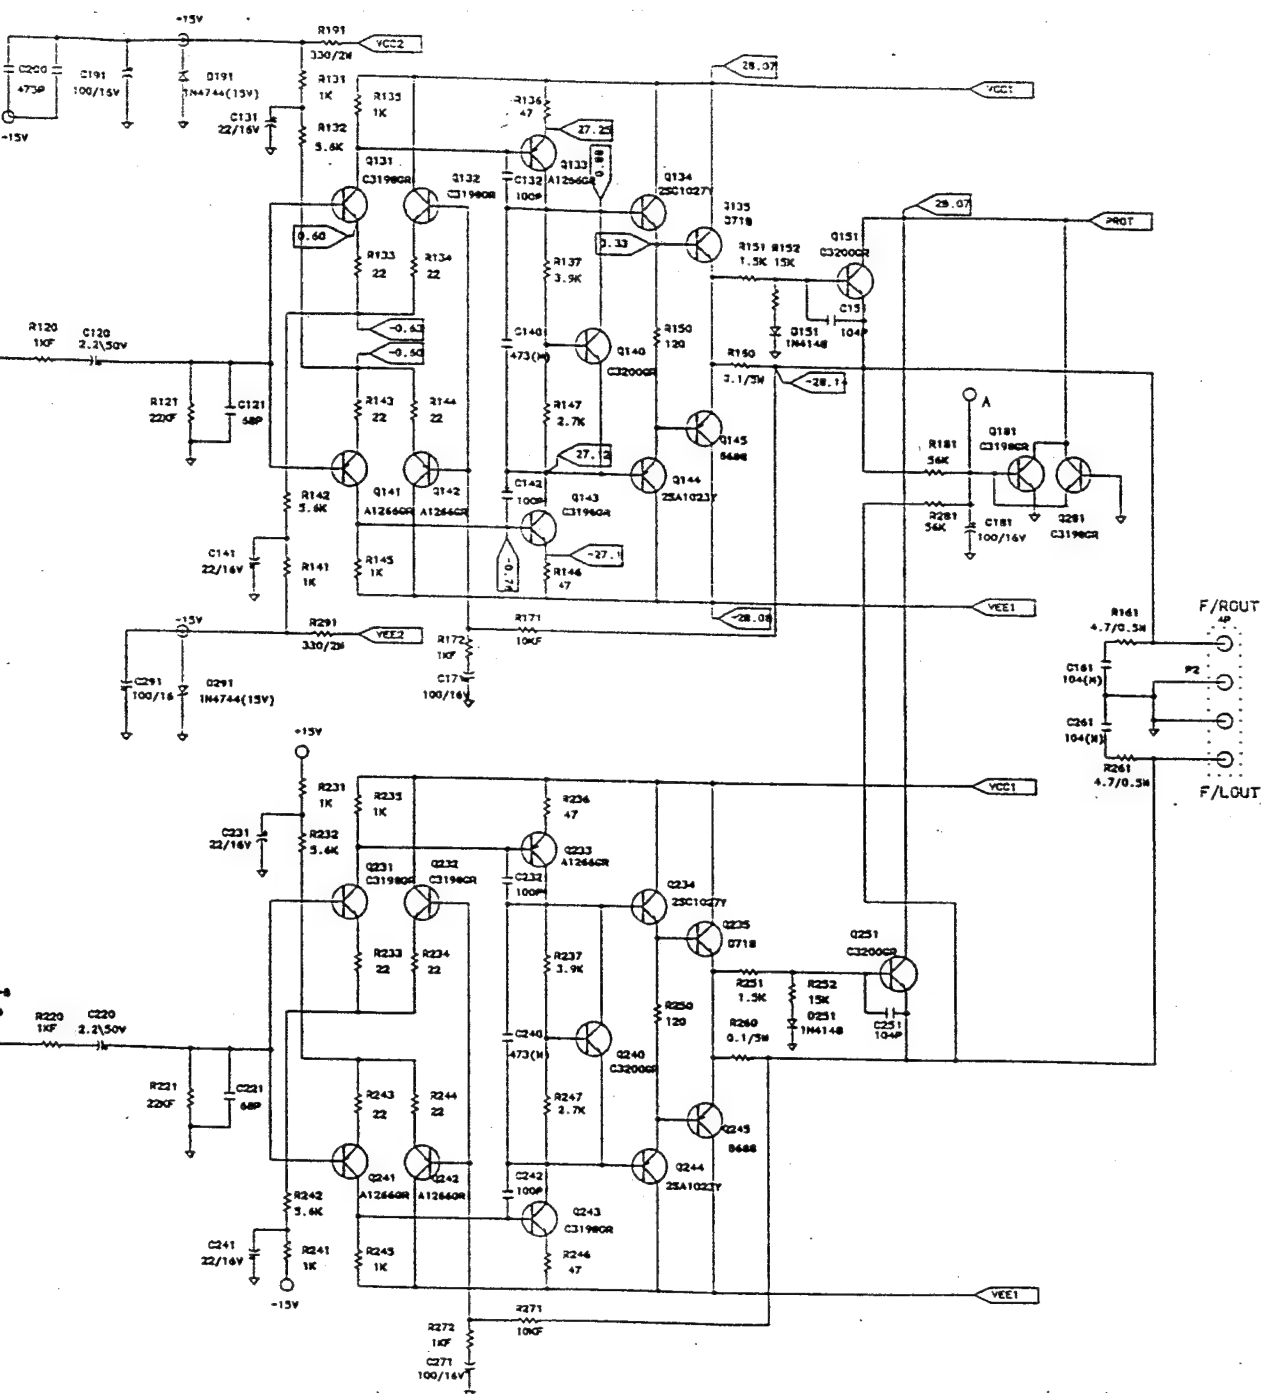 -15V
R191
330/2W
VCC2
C200
473P
-15V
C191
100/16V
D191
1N4744(15V)
R131
1K
C131
22/16V
R132
5.6K
R135
1K
R136
47
27.25
28.07
VCC1
Q131
C3198GR
Q132
C3198GR
Q133
A1266GR
C132
100P
Q134
2SC1027Y
Q135
D718
28.07
PROT
0.60
0.33
R133
22
R134
22
R137
3.9K
R151
1.5K
R152
15K
Q151
C3200GR
C151
104P
R120
1KF
C120
2.2\50V
-0.63
-0.60
C140
473(M)
Q140
C3200GR
R150
120
Q151
1N4148
R160
0.1/5W
-28.14
R121
22KF
C121
68P
R143
22
R144
22
R147
2.7K
27.12
Q145
B688
A
Q181
C3198GR
R181
56K
R142
5.6K
Q141
A1266GR
Q142
A1266GR
C142
100P
Q143
C3198GR
Q144
2SA1023Y
R281
56K
C181
100/16V
Q281
C3198GR
C141
22/16V
R141
1K
R145
1K
-27.1
R146
47
-15V
R291
330/2W
VEE2
R171
10KF
-28.08
VEE1
R172
1KF
C171
100/16V
C291
100/16
D291
1N4744(15V)
R161
4.7/0.5W
F/ROUT
4P
C161
104(M)
P2
C261
104(M)
R261
4.7/0.5W
F/LOUT
+15V
R231
1K
R235
1K
R236
47
VCC1
C231
22/16V
R232
5.6K
Q231
C3198GR
Q232
C3198GR
Q233
A1266GR
C232
100P
Q234
2SC1027Y
Q235
D718
R233
22
R234
22
R237
3.9K
R251
1.5K
R252
15K
Q251
C3200GR
D251
1N4148
C251
104P
R220
1KF
C220
2.2\50V
C240
473(M)
Q240
C3200GR
R250
120
R260
0.1/5W
R221
22KF
C221
68P
R243
22
R244
22
R247
2.7K
Q245
B688
R242
5.6K
Q241
A1266GR
Q242
A1266GR
C242
100P
Q243
C3198GR
Q244
2SA1023Y
C241
22/16V
R241
1K
R245
1K
R246
47
-15V
VEE1
R271
10KF
R272
1KF
C271
100/16V